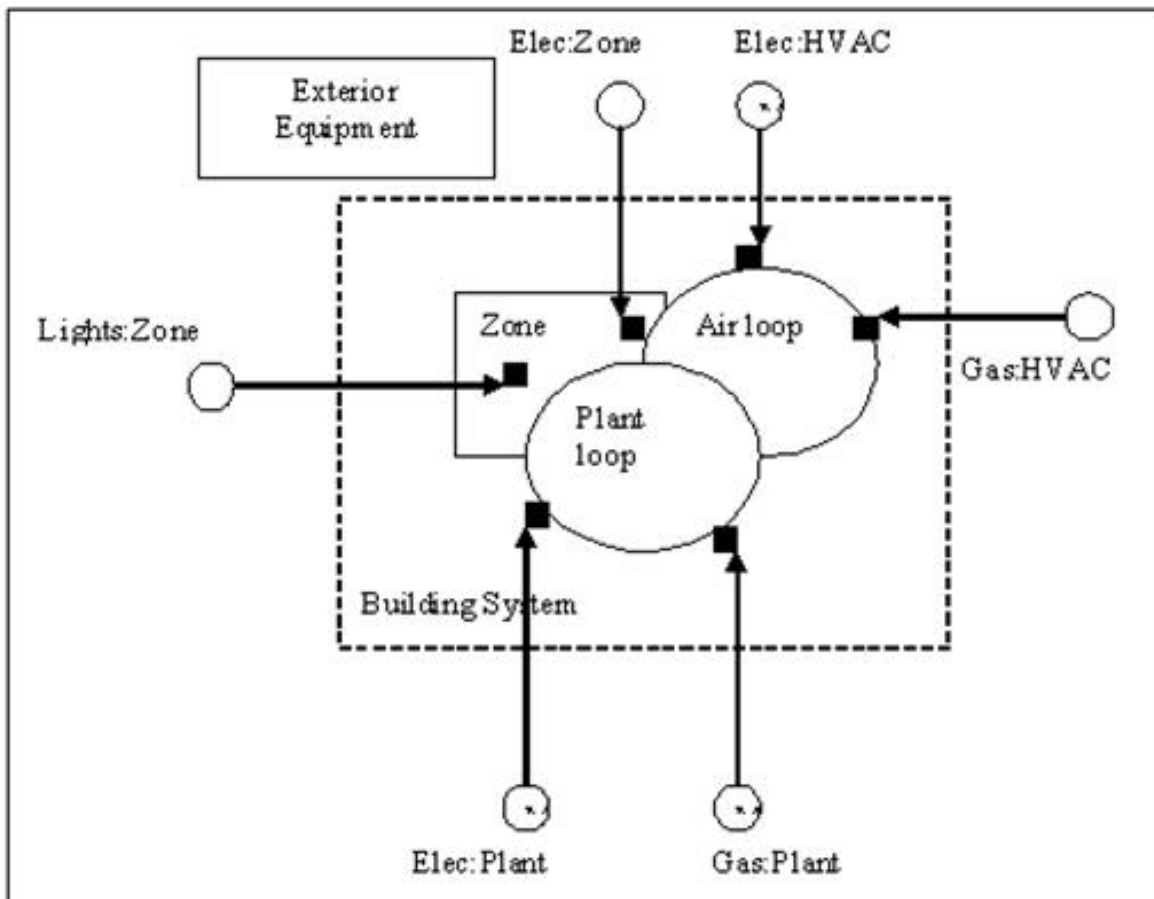 Elec:Zone
Elec:HVAC
Exterior
Equipment
Lights:Zone
Zone
Air loop
Gas:HVAC
Plant
loop
Building System
Elec:Plant
Gas:Plant